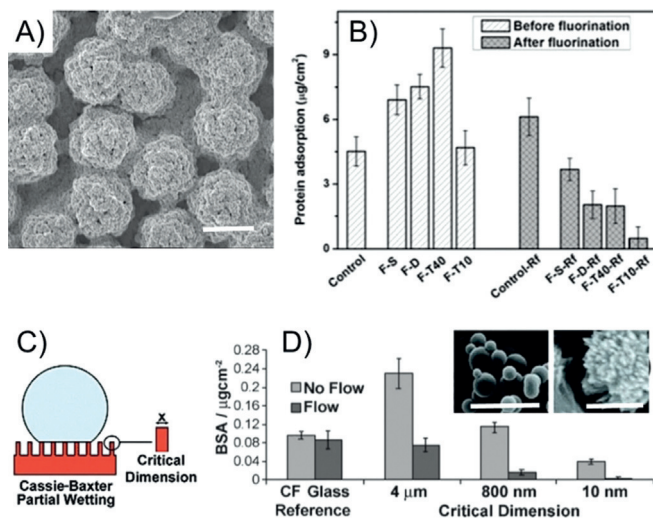 A)
B)
Before fluorination
After fluorination
Protein adsorption (μg/cm²)
9
6
3
0
Control
F-S
F-D
F-T40
F-T10
Control-Rf
F-S-Rf
F-D-Rf
F-T40-Rf
F-T10-Rf
C)
x
Critical
Dimension
Cassie-Baxter
Partial Wetting
D)
BSA / μgcm⁻²
0.28
0.24
0.2
0.16
0.12
0.08
0.04
0
No Flow
Flow
CF Glass
Reference
4 μm
800 nm
10 nm
Critical Dimension